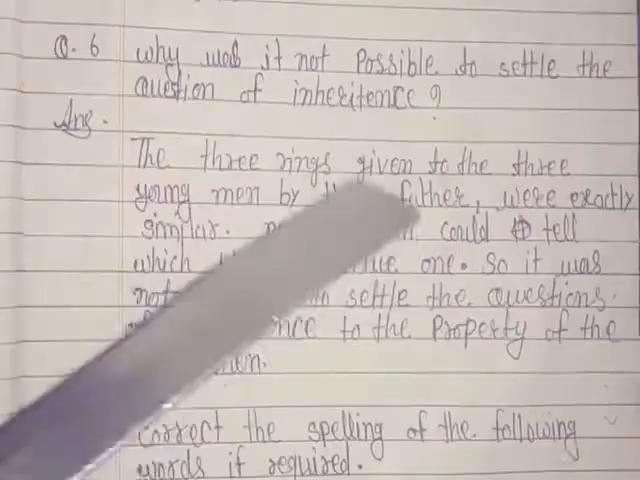 Q. 6 why was it not Possible to settle the
question of inheritence ?
Ans.
The three rings given to the three
young men by father, were exactly
similar. could tell
which one. so it was
not settle the questions.
to the Property of the
correct the spelling of the following
words if required.